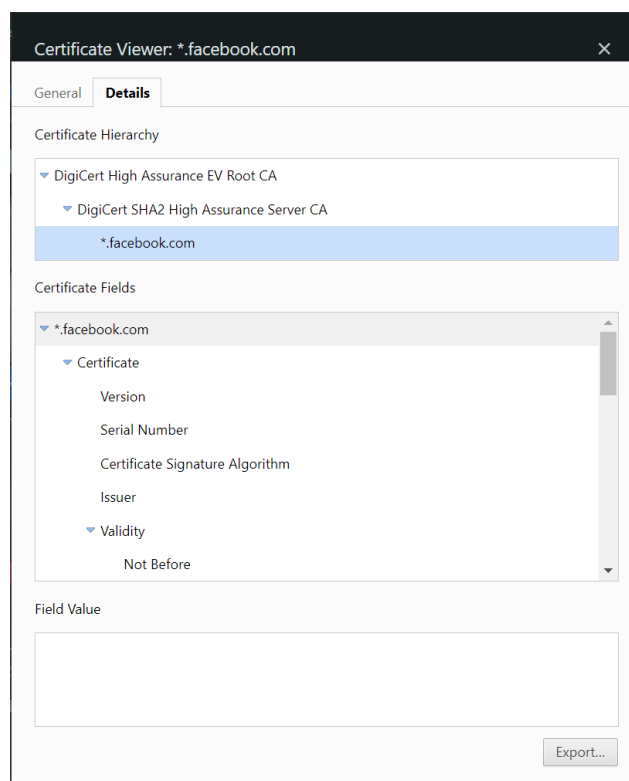 Certificate Viewer: *.facebook.com
General Details
Certificate Hierarchy
DigiCert High Assurance EV Root CA
DigiCert SHA2 High Assurance Server CA
*.facebook.com
Certificate Fields
*.facebook.com
Certificate
Version
Serial Number
Certificate Signature Algorithm
Issuer
Validity
Not Before
Field Value
Export...